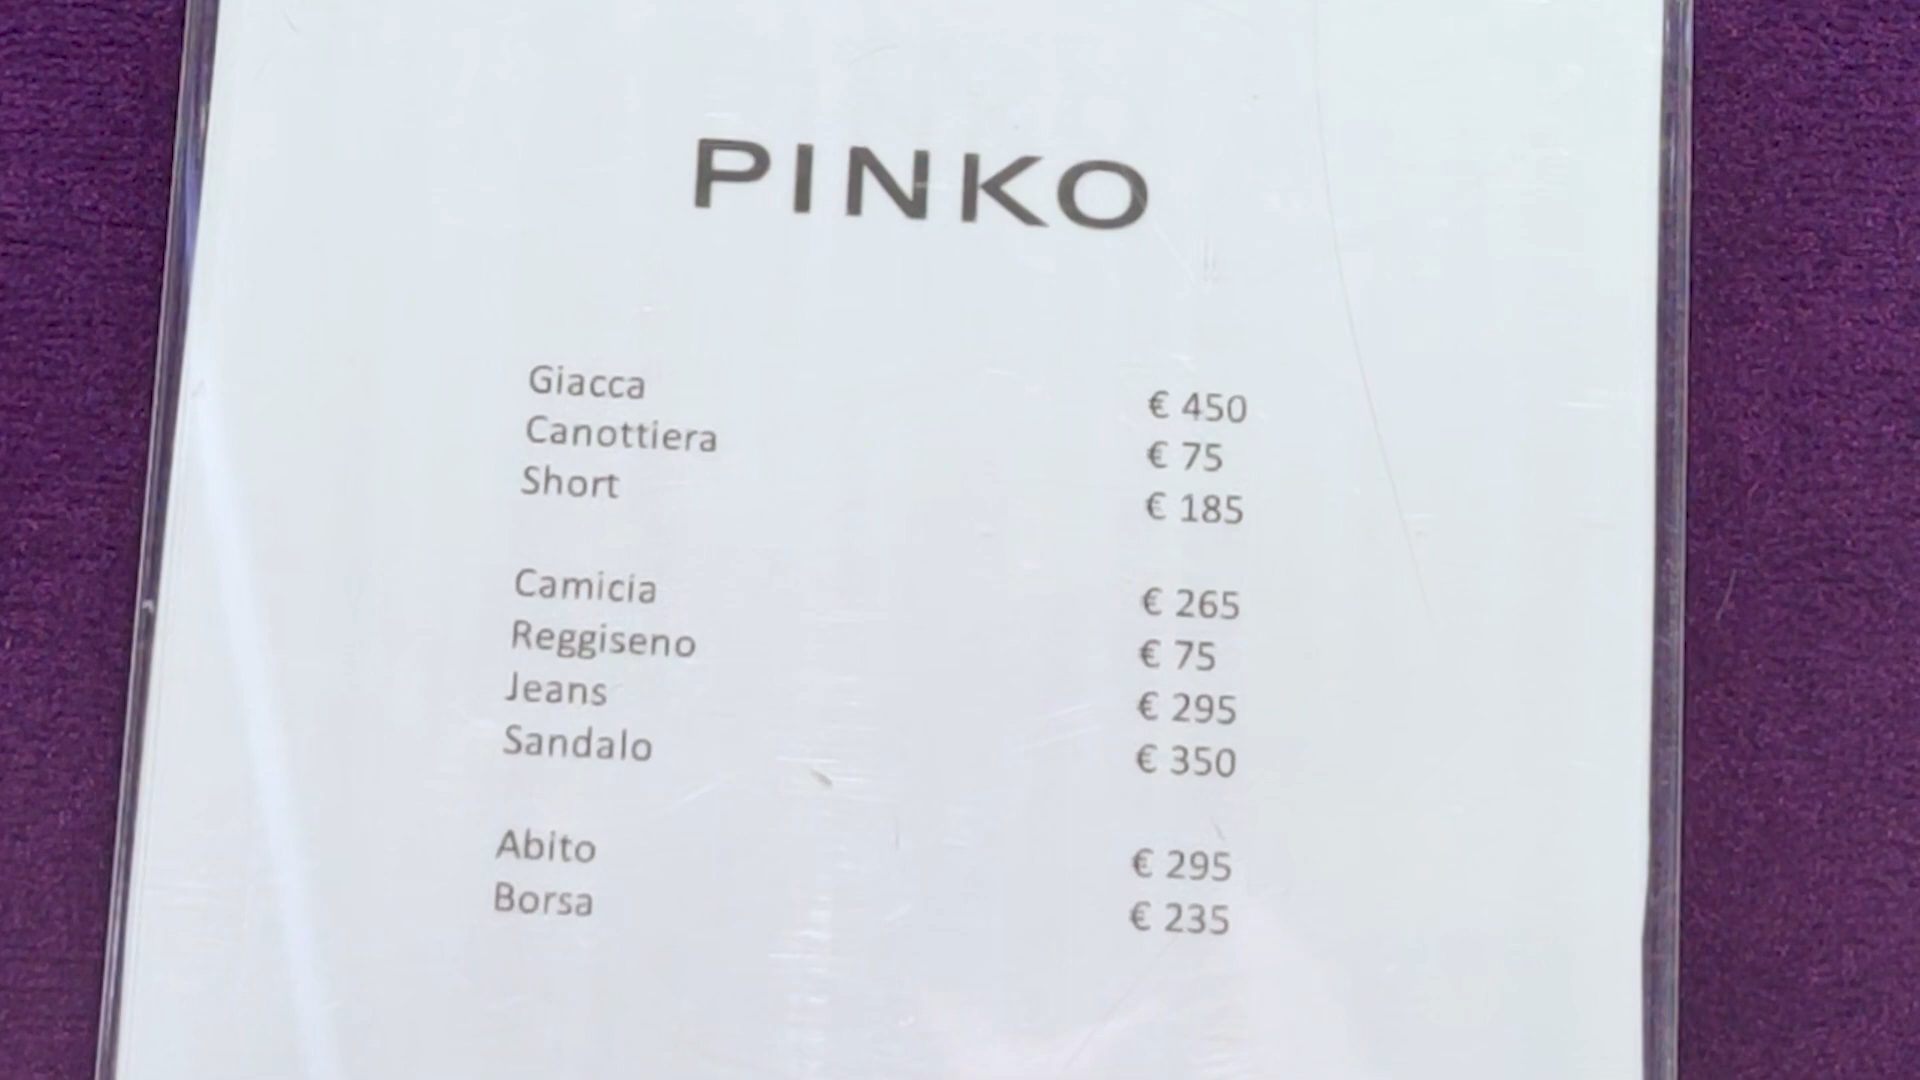 PINKO
Giacca € 450
Canottiera € 75
Short € 185
Camicia € 265
Reggiseno € 75
Jeans € 295
Sandalo € 350
Abito € 295
Borsa € 235